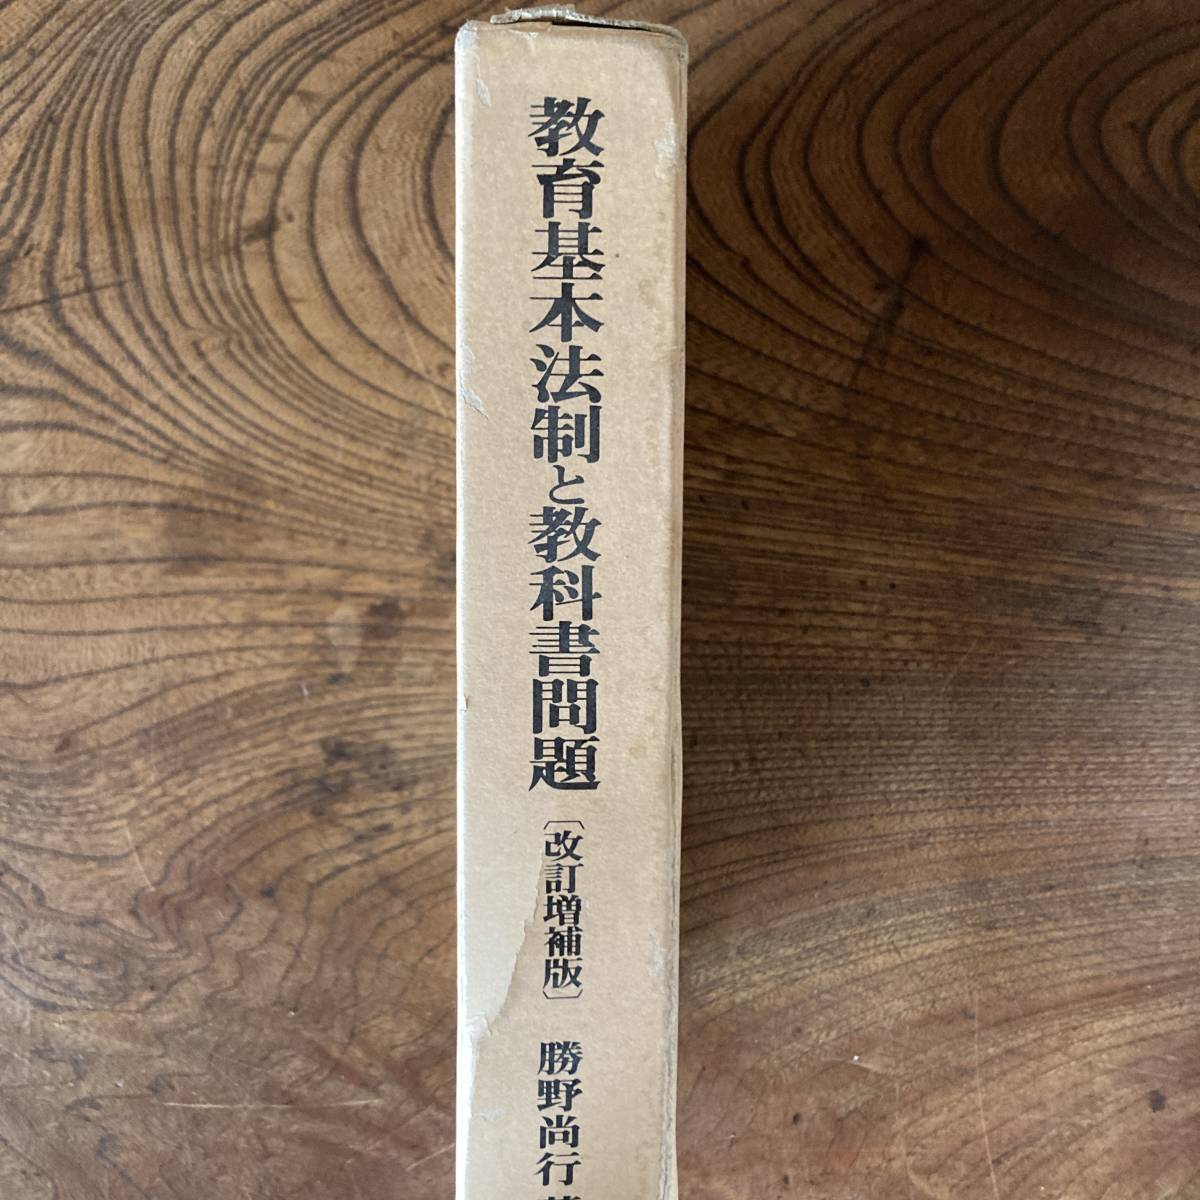 教育基本法制と教科書問題
〔改訂増補版〕
勝野尚行